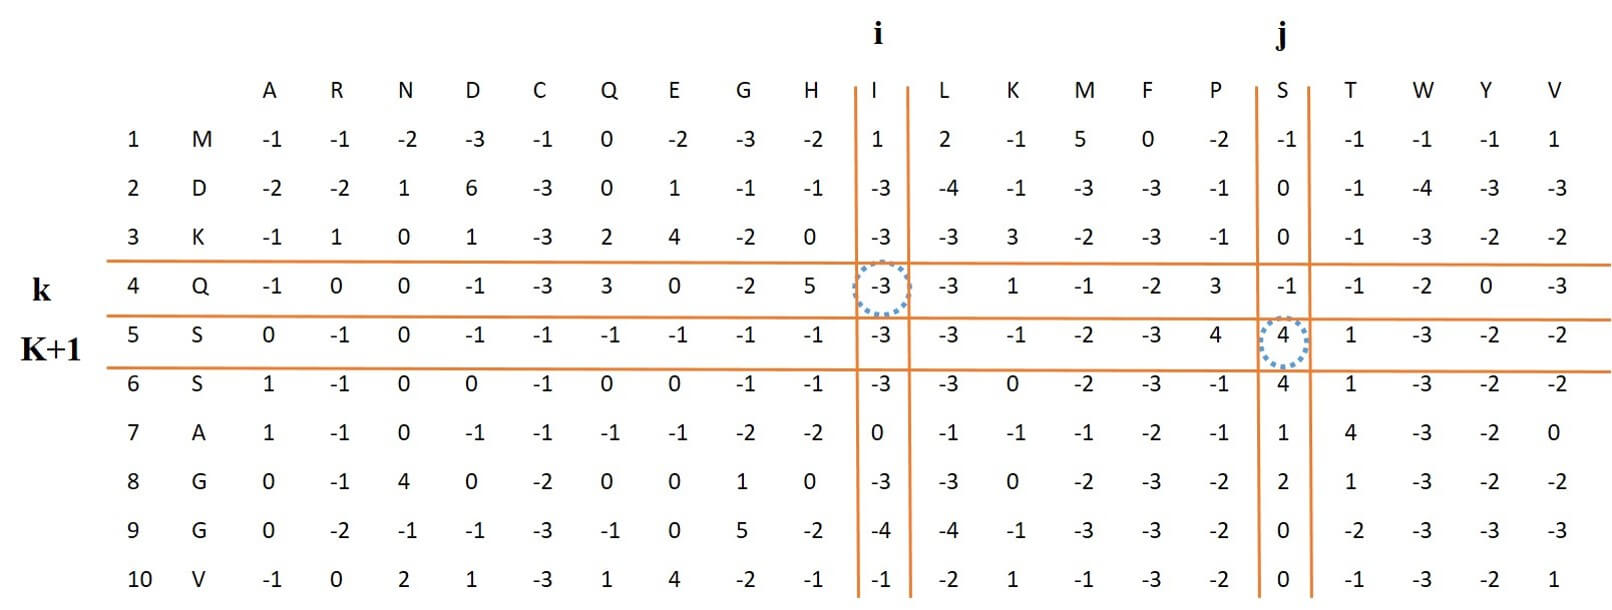 i j
A R N D C Q E G H I L K M F P S T W Y V
1 M -1 -1 -2 -3 -1 0 -2 -3 -2 1 2 -1 5 0 -2 -1 -1 -1 -1 1
2 D -2 -2 1 6 -3 0 1 -1 -1 -3 -4 -1 -3 -3 -1 0 -1 -4 -3 -3
3 K -1 1 0 1 -3 2 4 -2 0 -3 -3 3 -2 -3 -1 0 -1 -3 -2 -2
k 4 Q -1 0 0 -1 -3 3 0 -2 5 -3 -3 1 -1 -2 3 -1 -1 -2 0 -3
K+1 5 S 0 -1 0 -1 -1 -1 -1 -1 -1 -3 -3 -1 -2 -3 4 4 1 -3 -2 -2
6 S 1 -1 0 0 -1 0 0 -1 -1 -3 -3 0 -2 -3 -1 4 1 -3 -2 -2
7 A 1 -1 0 -1 -1 -1 -1 -2 -2 0 -1 -1 -1 -2 -1 1 4 -3 -2 0
8 G 0 -1 4 0 -2 0 0 1 0 -3 -3 0 -2 -3 -2 2 1 -3 -2 -2
9 G 0 -2 -1 -1 -3 -1 0 5 -2 -4 -4 -1 -3 -3 -2 0 -2 -3 -3 -3
10 V -1 0 2 1 -3 1 4 -2 -1 -1 -2 1 -1 -3 -2 0 -1 -3 -2 1